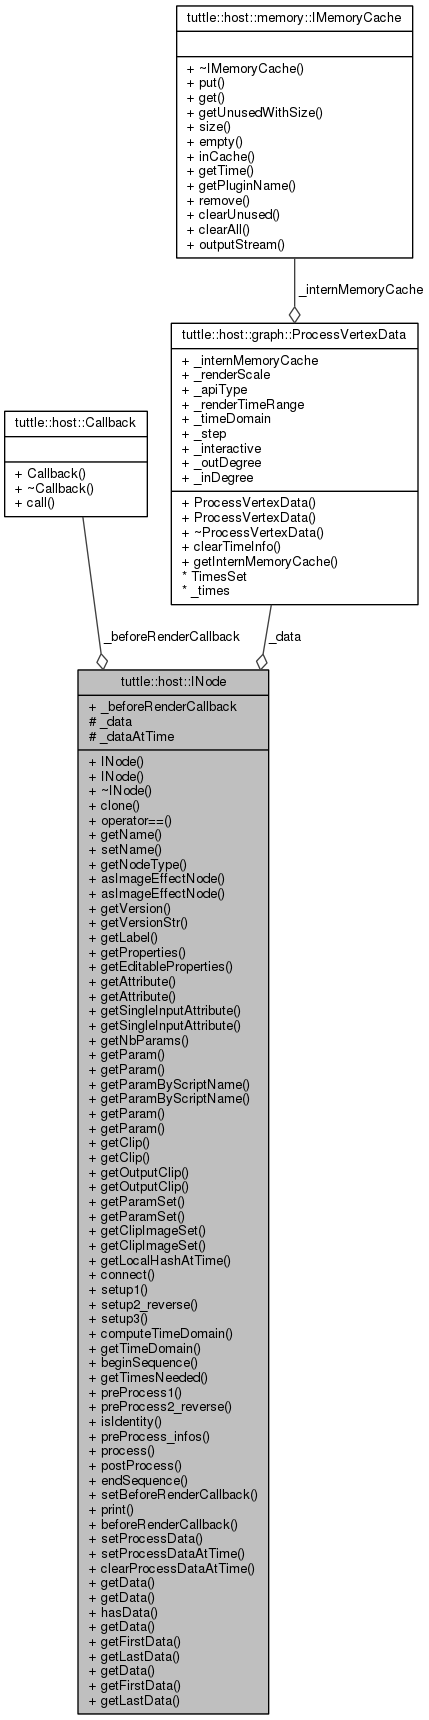 tuttle::host::memory::IMemoryCache
+ ~IMemoryCache()
+ put()
+ get()
+ getUnusedWithSize()
+ size()
+ empty()
+ inCache()
+ getTime()
+ getPluginName()
+ remove()
+ clearUnused()
+ clearAll()
+ outputStream()
_internMemoryCache
tuttle::host::graph::ProcessVertexData
+ _internMemoryCache
+ _renderScale
+ _apiType
+ _renderTimeRange
+ _timeDomain
+ _step
+ _interactive
+ _outDegree
+ _inDegree
+ ProcessVertexData()
+ ProcessVertexData()
+ ~ProcessVertexData()
+ clearTimeInfo()
+ getInternMemoryCache()
* TimesSet
* _times
tuttle::host::Callback
+ Callback()
+ ~Callback()
+ call()
_beforeRenderCallback
_data
tuttle::host::INode
+ _beforeRenderCallback
# _data
# _dataAtTime
+ INode()
+ INode()
+ ~INode()
+ clone()
+ operator==()
+ getName()
+ setName()
+ getNodeType()
+ asImageEffectNode()
+ asImageEffectNode()
+ getVersion()
+ getVersionStr()
+ getLabel()
+ getProperties()
+ getEditableProperties()
+ getAttribute()
+ getAttribute()
+ getSingleInputAttribute()
+ getSingleInputAttribute()
+ getNbParams()
+ getParam()
+ getParam()
+ getParamByScriptName()
+ getParamByScriptName()
+ getParam()
+ getParam()
+ getClip()
+ getClip()
+ getOutputClip()
+ getOutputClip()
+ getParamSet()
+ getParamSet()
+ getClipImageSet()
+ getClipImageSet()
+ getLocalHashAtTime()
+ connect()
+ setup1()
+ setup2_reverse()
+ setup3()
+ computeTimeDomain()
+ getTimeDomain()
+ beginSequence()
+ getTimesNeeded()
+ preProcess1()
+ preProcess2_reverse()
+ isIdentity()
+ preProcess_infos()
+ process()
+ postProcess()
+ endSequence()
+ setBeforeRenderCallback()
+ print()
+ beforeRenderCallback()
+ setProcessData()
+ setProcessDataAtTime()
+ clearProcessDataAtTime()
+ getData()
+ getData()
+ hasData()
+ getData()
+ getFirstData()
+ getLastData()
+ getData()
+ getFirstData()
+ getLastData()